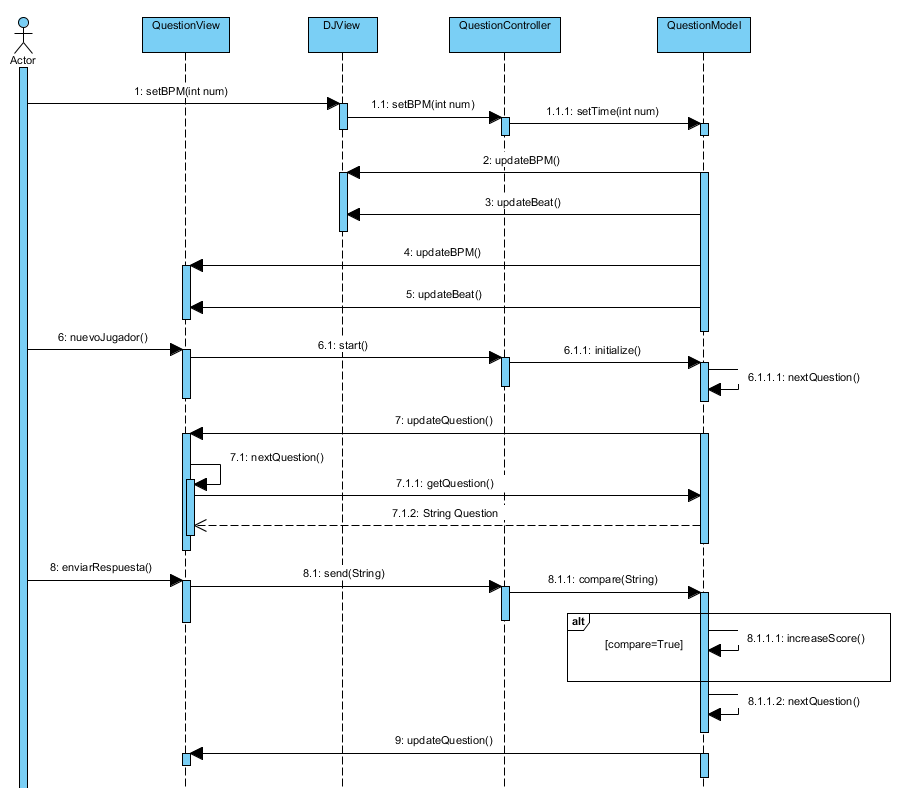 QuestionView
DJView
QuestionController
QuestionModel
Actor
1: setBPM(int num)
1.1: setBPM(int num)
1.1.1: setTime(int num)
2: updateBPM()
3: updateBeat()
4: updateBPM()
5: updateBeat()
6: nuevoJugador()
6.1: start()
6.1.1: initialize()
6.1.1.1: nextQuestion()
7: updateQuestion()
7.1: nextQuestion()
7.1.1: getQuestion()
7.1.2: String Question
8: enviarRespuesta()
8.1: send(String)
8.1.1: compare(String)
alt
[compare=True]
8.1.1.1: increaseScore()
8.1.1.2: nextQuestion()
9: updateQuestion()